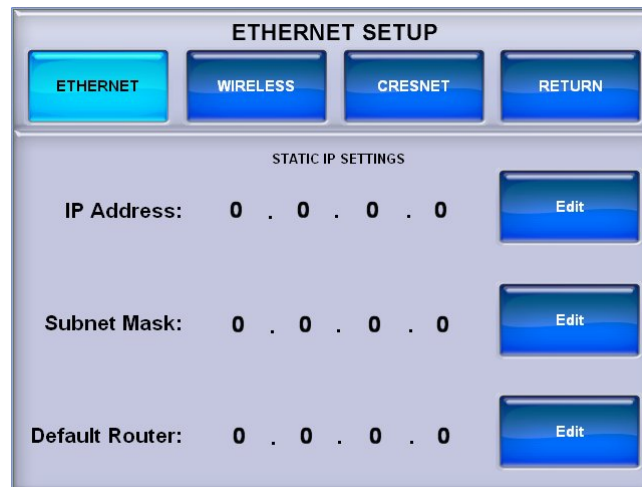 ETHERNET SETUP
ETHERNET WIRELESS CRESNET RETURN
STATIC IP SETTINGS
IP Address: 0 . 0 . 0 . 0 Edit
Subnet Mask: 0 . 0 . 0 . 0 Edit
Default Router: 0 . 0 . 0 . 0 Edit